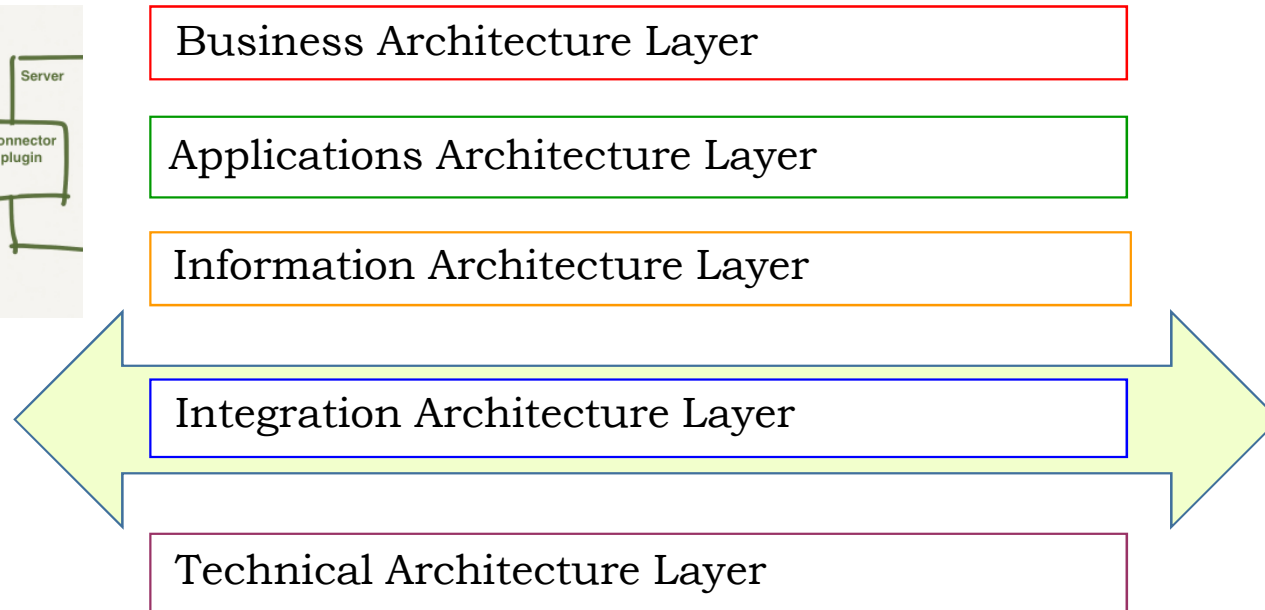 Server
plugin
Business Architecture Layer
Applications Architecture Layer
Information Architecture Layer
Integration Architecture Layer
Technical Architecture Layer